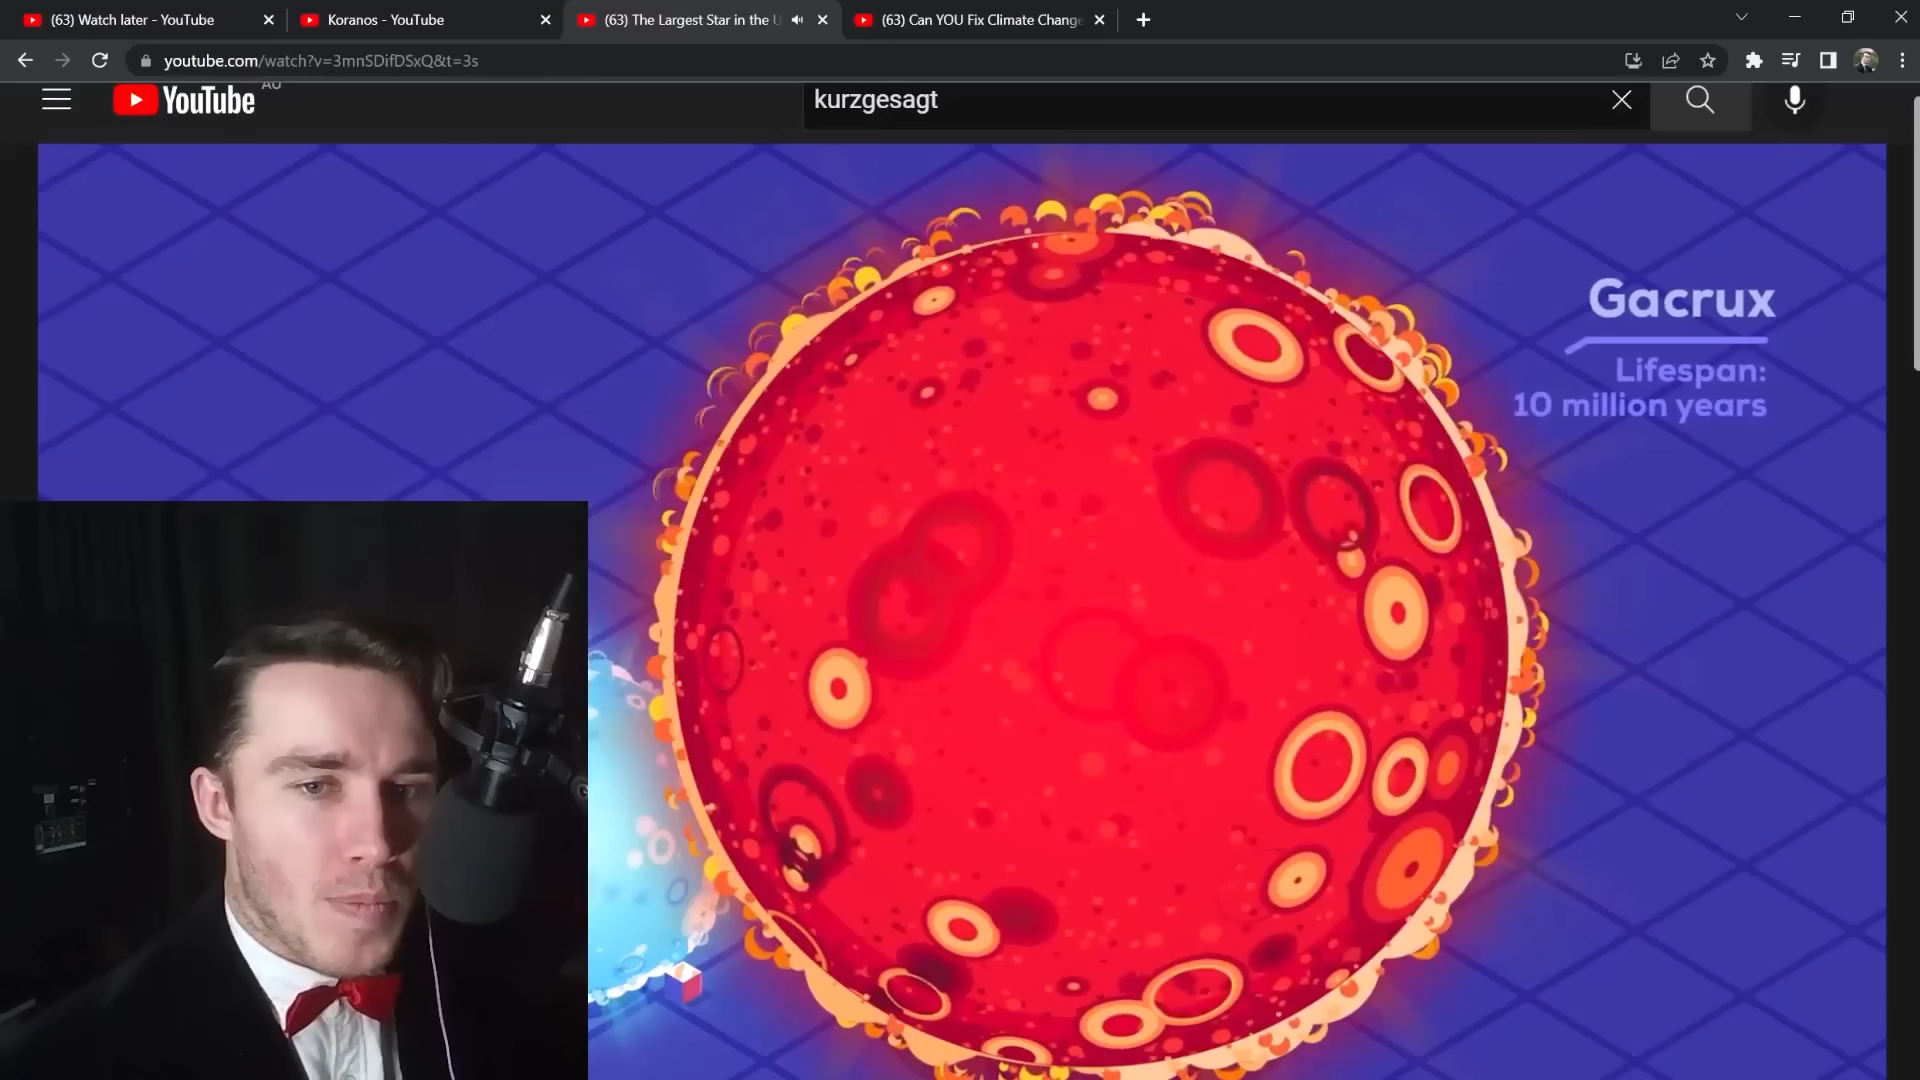 (63) Watch later - YouTube
Koranos - YouTube
(63) The Largest Star in the U
(63) Can YOU Fix Climate Change
youtube.com/watch?v=3mnSDifDSxQ&t=3s
YouTube
AU
kurzgesagt
Gacrux
Lifespan:
10 million years